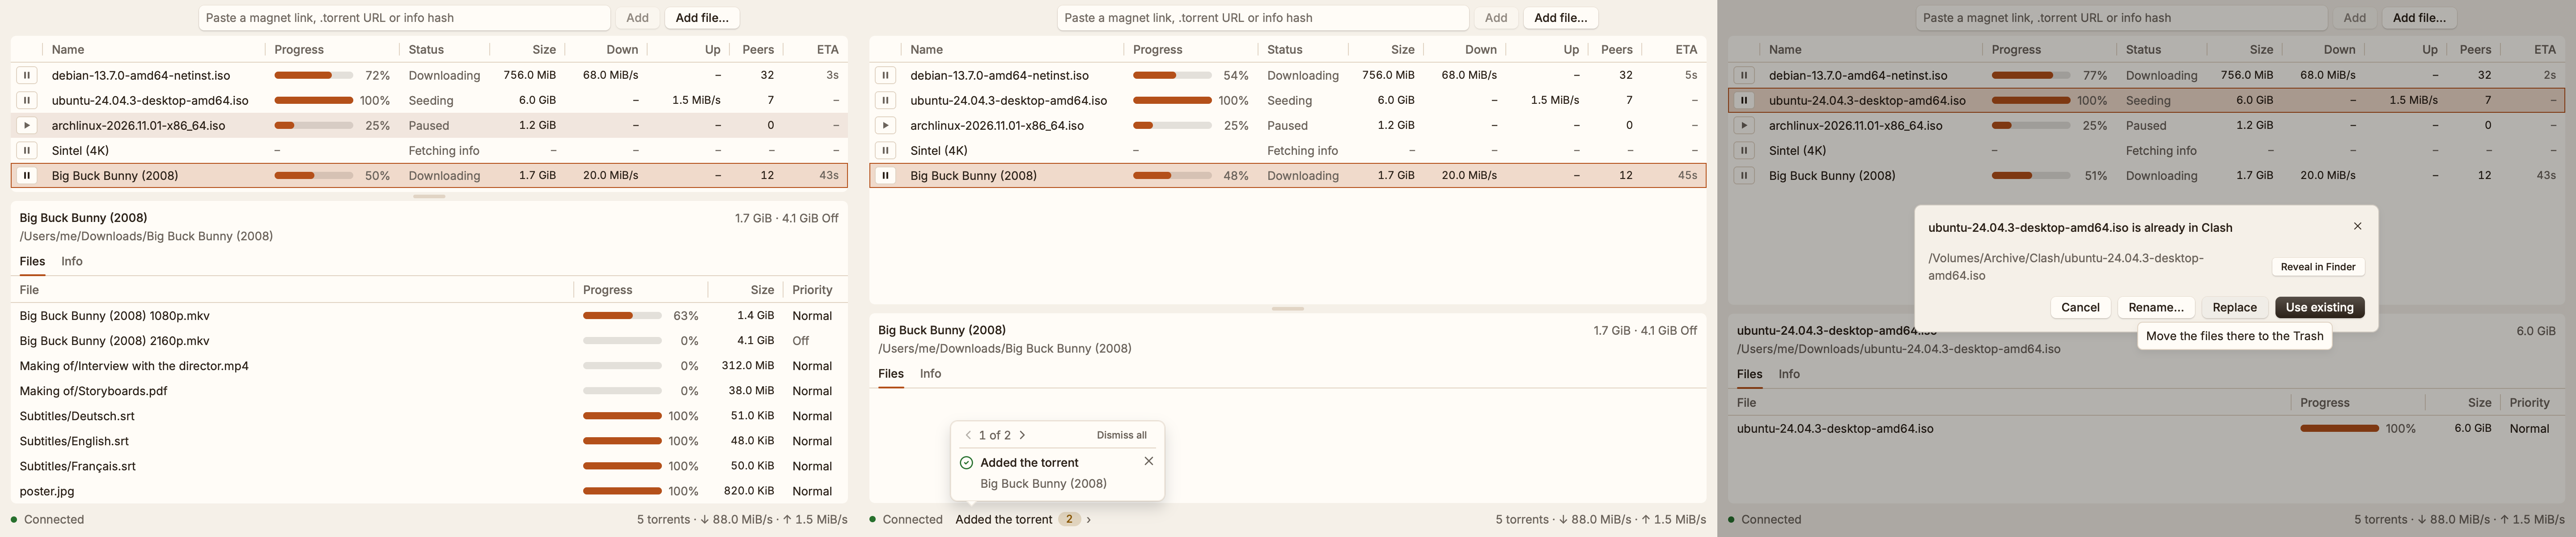 Paste a magnet link, .torrent URL or info hash Add Add file...
Name Progress Status Size Down Up Peers ETA
debian-13.7.0-amd64-netinst.iso 72% Downloading 756.0 MiB 68.0 MiB/s – 32 3s
ubuntu-24.04.3-desktop-amd64.iso 100% Seeding 6.0 GiB – 1.5 MiB/s 7 –
archlinux-2026.11.01-x86_64.iso 25% Paused 1.2 GiB – – 0 –
Sintel (4K) – Fetching info – – – – –
Big Buck Bunny (2008) 50% Downloading 1.7 GiB 20.0 MiB/s – 12 43s
Big Buck Bunny (2008) 1.7 GiB · 4.1 GiB Off
/Users/me/Downloads/Big Buck Bunny (2008)
Files Info
File Progress Size Priority
Big Buck Bunny (2008) 1080p.mkv 63% 1.4 GiB Normal
Big Buck Bunny (2008) 2160p.mkv 0% 4.1 GiB Off
Making of/Interview with the director.mp4 0% 312.0 MiB Normal
Making of/Storyboards.pdf 0% 38.0 MiB Normal
Subtitles/Deutsch.srt 100% 51.0 KiB Normal
Subtitles/English.srt 100% 48.0 KiB Normal
Subtitles/Français.srt 100% 50.0 KiB Normal
poster.jpg 100% 820.0 KiB Normal
Connected 5 torrents · ↓ 88.0 MiB/s · ↑ 1.5 MiB/s
Paste a magnet link, .torrent URL or info hash Add Add file...
Name Progress Status Size Down Up Peers ETA
debian-13.7.0-amd64-netinst.iso 54% Downloading 756.0 MiB 68.0 MiB/s – 32 5s
ubuntu-24.04.3-desktop-amd64.iso 100% Seeding 6.0 GiB – 1.5 MiB/s 7 –
archlinux-2026.11.01-x86_64.iso 25% Paused 1.2 GiB – – 0 –
Sintel (4K) – Fetching info – – – – –
Big Buck Bunny (2008) 48% Downloading 1.7 GiB 20.0 MiB/s – 12 45s
Big Buck Bunny (2008) 1.7 GiB · 4.1 GiB Off
/Users/me/Downloads/Big Buck Bunny (2008)
Files Info
1 of 2 Dismiss all
Added the torrent
Big Buck Bunny (2008)
Connected Added the torrent 2 › 5 torrents · ↓ 88.0 MiB/s · ↑ 1.5 MiB/s
Paste a magnet link, .torrent URL or info hash Add Add file...
Name Progress Status Size Down Up Peers ETA
debian-13.7.0-amd64-netinst.iso 77% Downloading 756.0 MiB 68.0 MiB/s – 32 2s
ubuntu-24.04.3-desktop-amd64.iso 100% Seeding 6.0 GiB – 1.5 MiB/s 7 –
archlinux-2026.11.01-x86_64.iso 25% Paused 1.2 GiB – – 0 –
Sintel (4K) – Fetching info – – – – –
Big Buck Bunny (2008) 51% Downloading 1.7 GiB 20.0 MiB/s – 12 43s
ubuntu-24.04.3-desktop-amd64.iso is already in Clash
/Volumes/Archive/Clash/ubuntu-24.04.3-desktop-
amd64.iso
Reveal in Finder
Cancel Rename... Replace Use existing
Move the files there to the Trash
ubuntu-24.04.3-desktop-amd64.iso 6.0 GiB
/Users/me/Downloads/ubuntu-24.04.3-desktop-amd64.iso
Files Info
File Progress Size Priority
ubuntu-24.04.3-desktop-amd64.iso 100% 6.0 GiB Normal
Connected 5 torrents · ↓ 88.0 MiB/s · ↑ 1.5 MiB/s